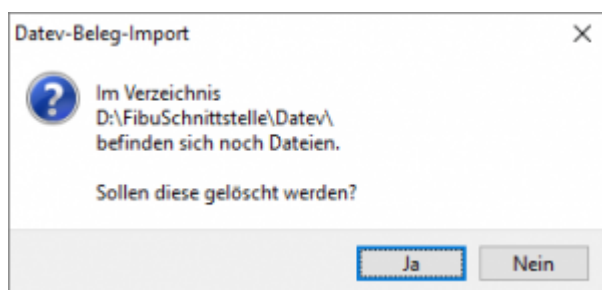 Datev-Beleg-Import
Im Verzeichnis
D:\FibuSchnittstelle\Datev\
befinden sich noch Dateien.
Sollen diese gelöscht werden?
Ja
Nein